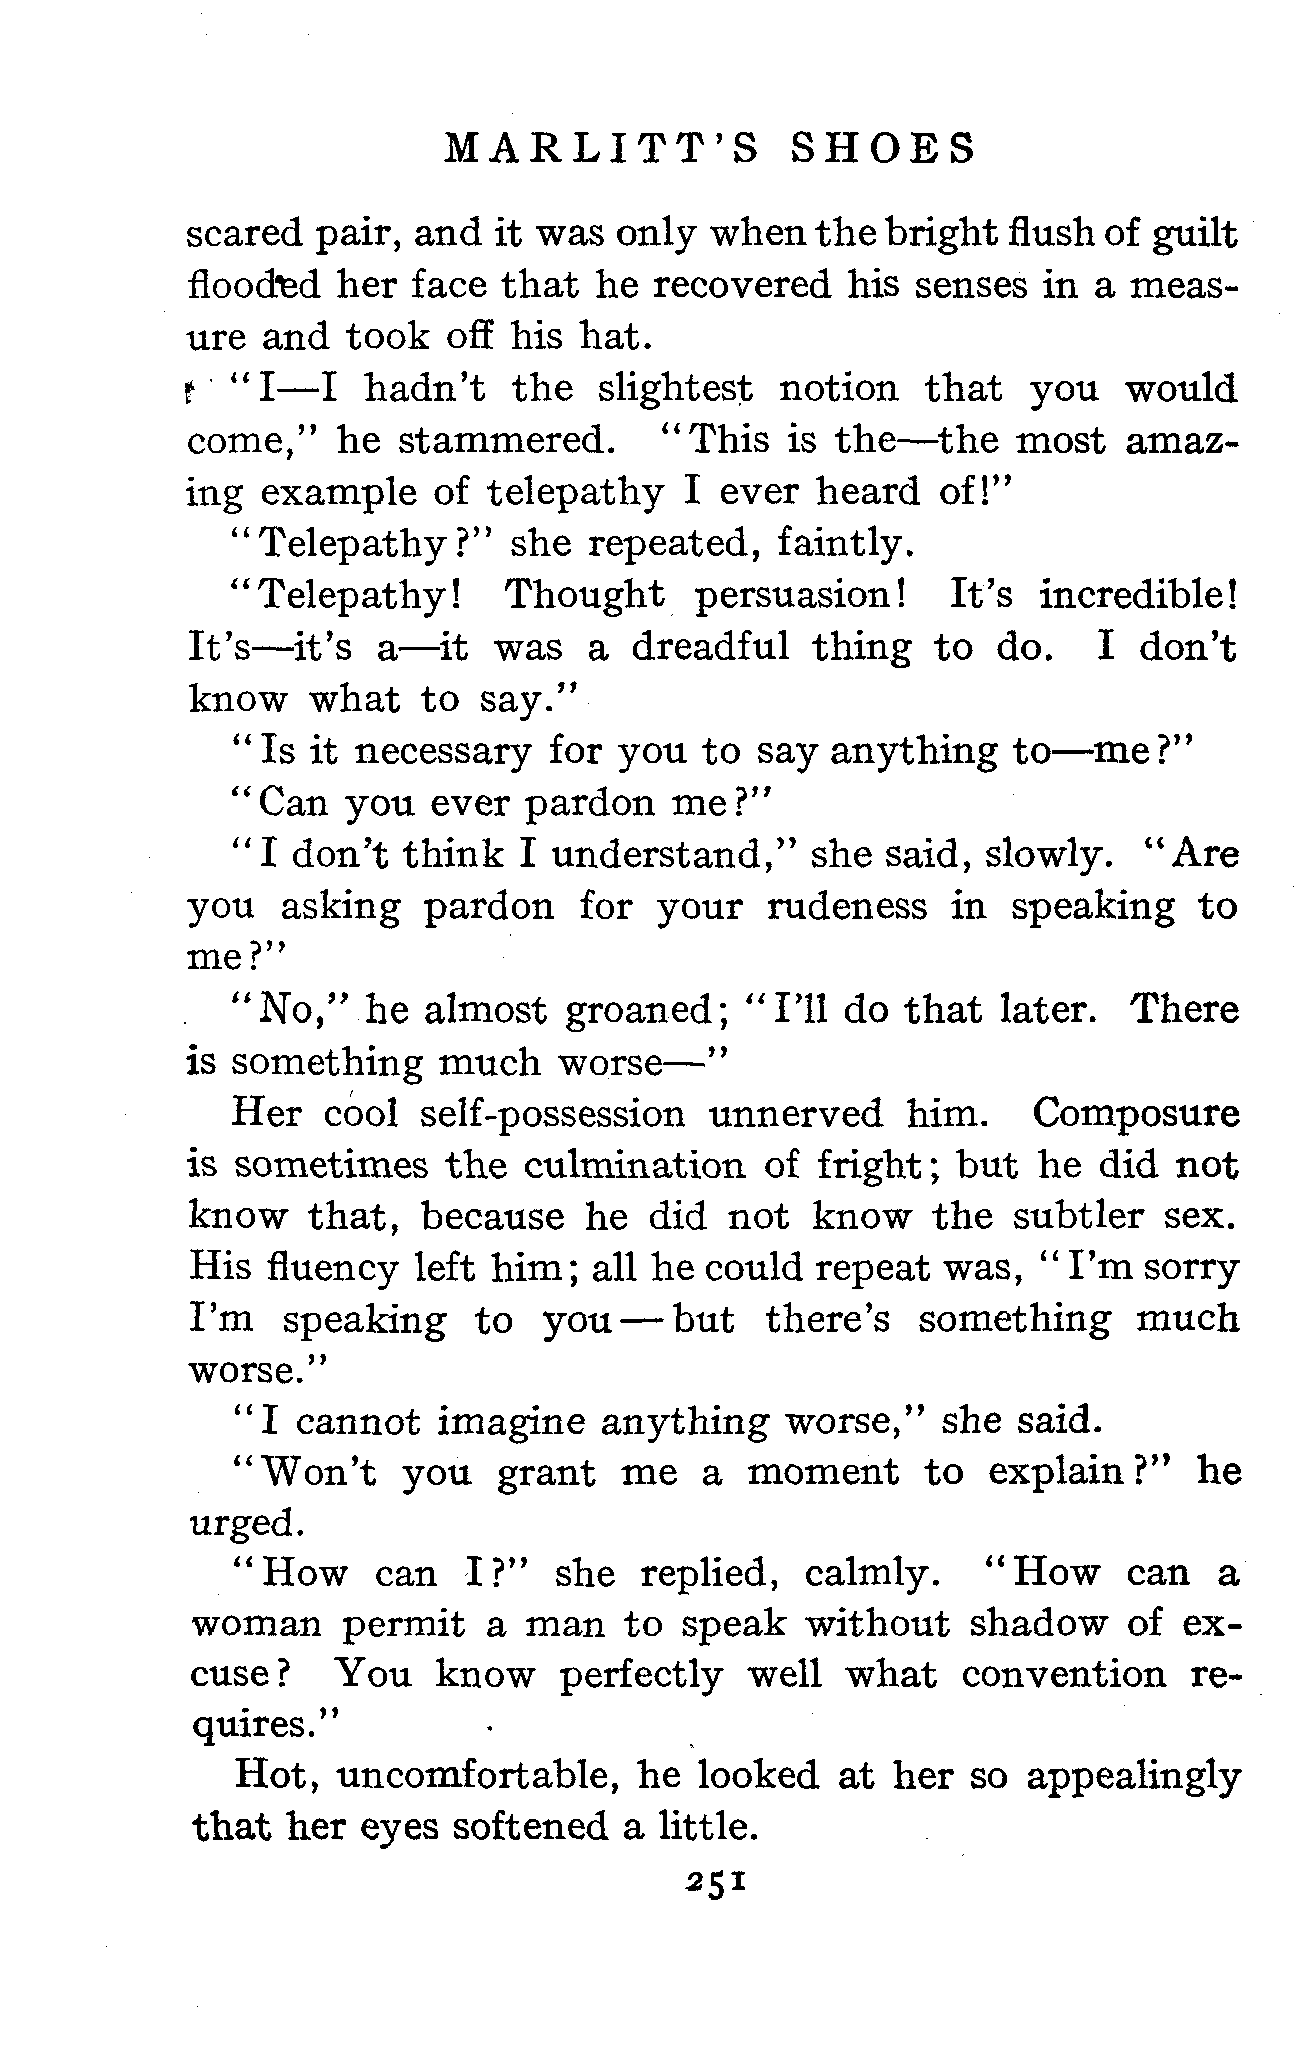 MARLITT'S SHOES
scared pair, and it was only when the bright flush of guilt
flooded her face that he recovered his senses in a meas-
ure and took off his hat.
"I—I hadn't the slightest notion that you would
come," he stammered. "This is the—the most amaz-
ing example of telepathy I ever heard of!"
"Telepathy?" she repeated, faintly.
"Telepathy! Thought persuasion! It's incredible!
It's—it's a—it was a dreadful thing to do. I don't
know what to say."
"Is it necessary for you to say anything to—me?"
"Can you ever pardon me?"
"I don't think I understand," she said, slowly. "Are
you asking pardon for your rudeness in speaking to
me?"
"No," he almost groaned; "I'll do that later. There
is something much worse—"
Her cool self-possession unnerved him. Composure
is sometimes the culmination of fright; but he did not
know that, because he did not know the subtler sex.
His fluency left him; all he could repeat was, "I'm sorry
I'm speaking to you—but there's something much
worse."
"I cannot imagine anything worse," she said.
"Won't you grant me a moment to explain?" he
urged.
"How can I?" she replied, calmly. "How can a
woman permit a man to speak without shadow of ex-
cuse? You know perfectly well what convention re-
quires."
Hot, uncomfortable, he looked at her so appealingly
that her eyes softened a little.
251